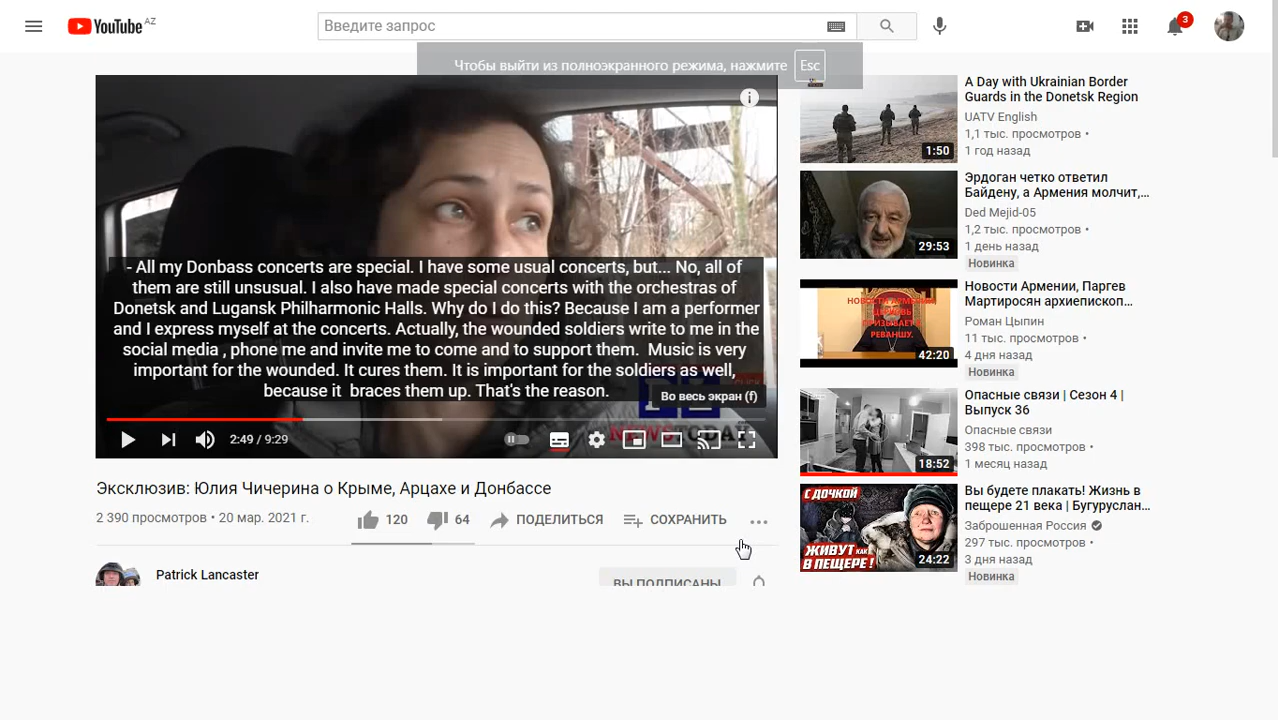 YouTube AZ
Введите запрос
3
Чтобы выйти из полноэкранного режима, нажмите Esc
- All my Donbass concerts are special. I have some usual concerts, but... No, all of
them are still unsusual. I also have made special concerts with the orchestras of
Donetsk and Lugansk Philharmonic Halls. Why do I do this? Because I am a performer
and I express myself at the concerts. Actually, the wounded soldiers write to me in the
social media , phone me and invite me to come and to support them. Music is very
important for the wounded. It cures them. It is important for the soldiers as well,
because it braces them up. That's the reason.
Во весь экран (f)
NEWS TODAY
2:49 / 9:29
Эксклюзив: Юлия Чичерина о Крыме, Арцахе и Донбассе
2 390 просмотров • 20 мар. 2021 г.
120
64
ПОДЕЛИТЬСЯ
СОХРАНИТЬ
Patrick Lancaster
ВЫ ПОДПИСАНЫ
1:50
A Day with Ukrainian Border
Guards in the Donetsk Region
UATV English
1,1 тыс. просмотров •
1 год назад
29:53
Эрдоган четко ответил
Байдену, а Армения молчит,...
Ded Mejid-05
1,2 тыс. просмотров •
1 день назад
Новинка
НОВОСТИ АРМЕНИИ,
ЦЕРКОВЬ
ПРИЗЫВАЕТ К
РЕВАНШУ.
42:20
Новости Армении, Паргев
Мартиросян архиепископ...
Роман Цыпин
11 тыс. просмотров •
4 дня назад
Новинка
18:52
Опасные связи | Сезон 4 |
Выпуск 36
Опасные связи
398 тыс. просмотров •
1 месяц назад
С ДОЧКОЙ
ЖИВУТ КАК
В ПЕЩЕРЕ!
24:22
Вы будете плакать! Жизнь в
пещере 21 века | Бугуруслан...
Заброшенная Россия
297 тыс. просмотров •
3 дня назад
Новинка